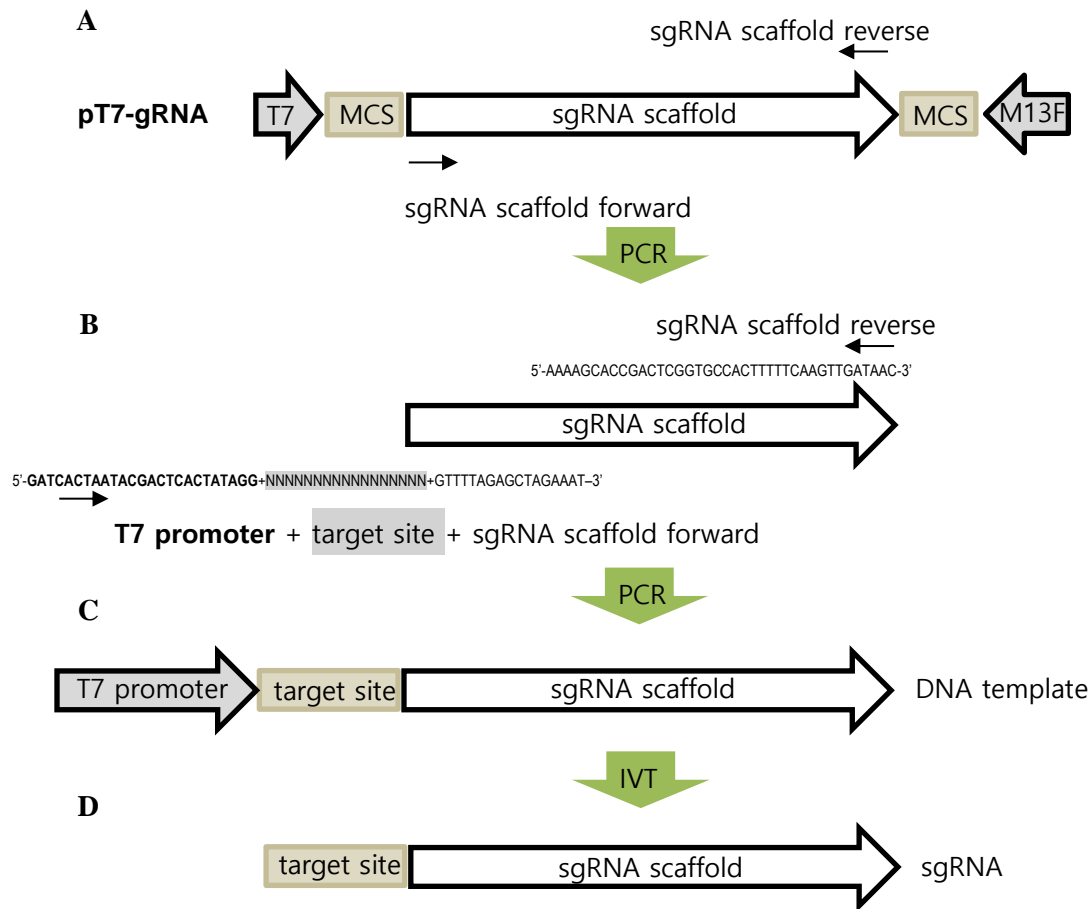 A
sgRNA scaffold reverse
pT7-gRNA
T7
MCS
sgRNA scaffold
MCS
M13F
sgRNA scaffold forward
PCR
B
sgRNA scaffold reverse
5'-AAAAGCACCGACTCGGTGCCACTTTTTCAAGTTGATAAC-3'
sgRNA scaffold
5'-GATCACTAATACGACTCACTATAGG+NNNNNNNNNNNNNNNNNN+GTTTTAGAGCTAGAAAT–3'
T7 promoter + target site + sgRNA scaffold forward
PCR
C
T7 promoter
target site
sgRNA scaffold
DNA template
IVT
D
target site
sgRNA scaffold
sgRNA